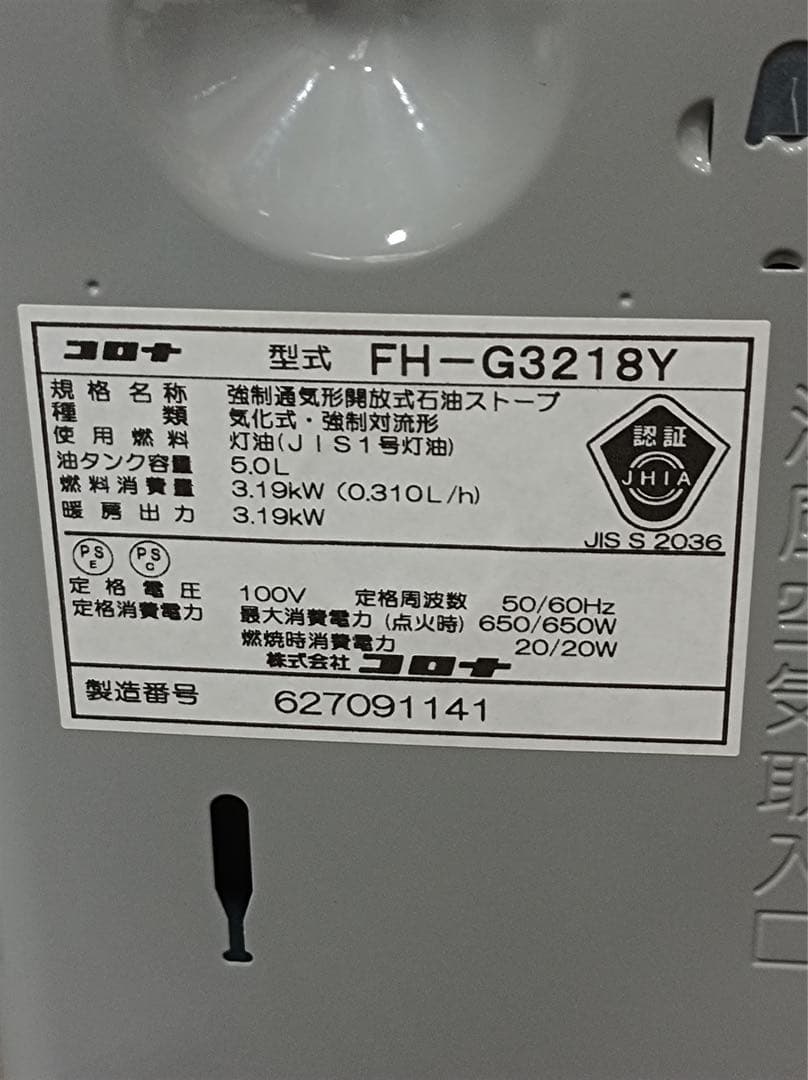 コロナ 型式 FH-G3218Y
規格名称 強制通気形開放式石油ストーブ
種類 気化式・強制対流形
使用燃料 灯油(JIS1号灯油)
油タンク容量 5.0L
燃料消費量 3.19kW (0.310L/h)
暖房出力 3.19kW
認証
JHIA
JIS S 2036
PS E PS C
定格電圧 100V 定格周波数 50/60Hz
定格消費電力 最大消費電力(点火時) 650/650W
燃焼時消費電力 20/20W
株式会社 コロナ
製造番号 627091141
空気取入口